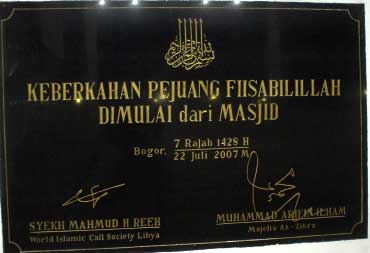 بسم الله الرحمن الرحيم
KEBERKAHAN PEJUANG FIISABILILLAH
DIMULAI dari MASJID
Bogor, 7 Rajab 1428 H
22 Juli 2007 M
SYEKH MAHMUD H REEH
World Islamic Call Society Libya
MUHAMMAD ARIFIN ILHAM
Majelis Az-Zikra